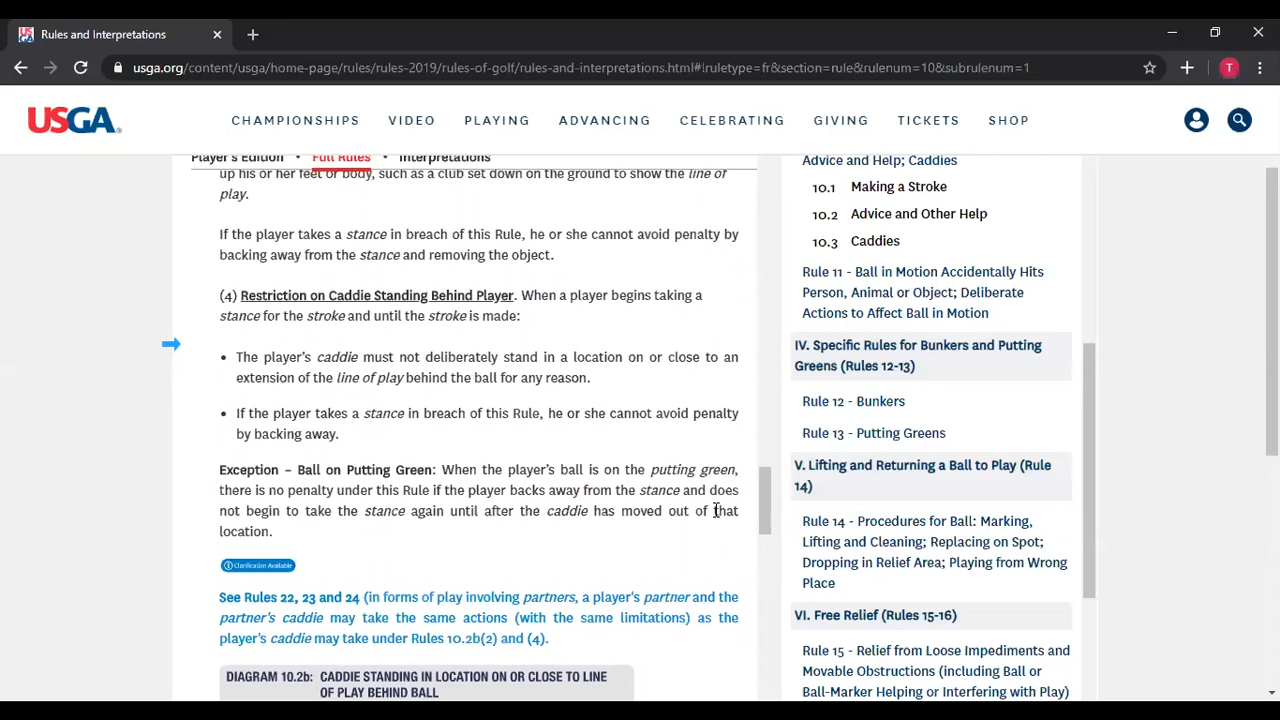 Rules and Interpretations
usga.org/content/usga/home-page/rules/rules-2019/rules-of-golf/rules-and-interpretations.html#!ruletype=fr&section=rule&rulenum=10&subrulenum=1
T
USGA
CHAMPIONSHIPS VIDEO PLAYING ADVANCING CELEBRATING GIVING TICKETS SHOP
Player's Edition • Full Rules • Interpretations
up his or her feet or body, such as a club set down on the ground to show the line of
play.
If the player takes a stance in breach of this Rule, he or she cannot avoid penalty by
backing away from the stance and removing the object.
(4) Restriction on Caddie Standing Behind Player. When a player begins taking a
stance for the stroke and until the stroke is made:
• The player's caddie must not deliberately stand in a location on or close to an
extension of the line of play behind the ball for any reason.
• If the player takes a stance in breach of this Rule, he or she cannot avoid penalty
by backing away.
Exception – Ball on Putting Green: When the player's ball is on the putting green,
there is no penalty under this Rule if the player backs away from the stance and does
not begin to take the stance again until after the caddie has moved out of that
location.
Clarification Available
See Rules 22, 23 and 24 (in forms of play involving partners, a player's partner and the
partner's caddie may take the same actions (with the same limitations) as the
player's caddie may take under Rules 10.2b(2) and (4).
DIAGRAM 10.2b: CADDIE STANDING IN LOCATION ON OR CLOSE TO LINE
OF PLAY BEHIND BALL
Advice and Help; Caddies
10.1 Making a Stroke
10.2 Advice and Other Help
10.3 Caddies
Rule 11 - Ball in Motion Accidentally Hits
Person, Animal or Object; Deliberate
Actions to Affect Ball in Motion
IV. Specific Rules for Bunkers and Putting
Greens (Rules 12-13)
Rule 12 - Bunkers
Rule 13 - Putting Greens
V. Lifting and Returning a Ball to Play (Rule
14)
Rule 14 - Procedures for Ball: Marking,
Lifting and Cleaning; Replacing on Spot;
Dropping in Relief Area; Playing from Wrong
Place
VI. Free Relief (Rules 15-16)
Rule 15 - Relief from Loose Impediments and
Movable Obstructions (including Ball or
Ball-Marker Helping or Interfering with Play)